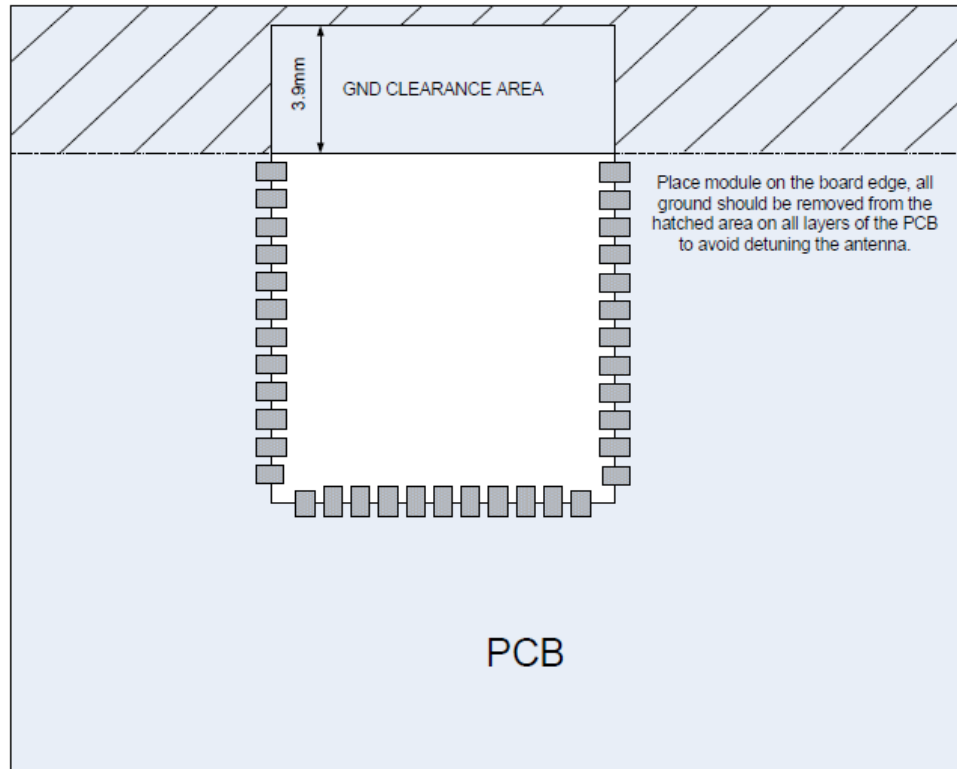 3.9mm
GND CLEARANCE AREA
Place module on the board edge, all
ground should be removed from the
hatched area on all layers of the PCB
to avoid detuning the antenna.
PCB